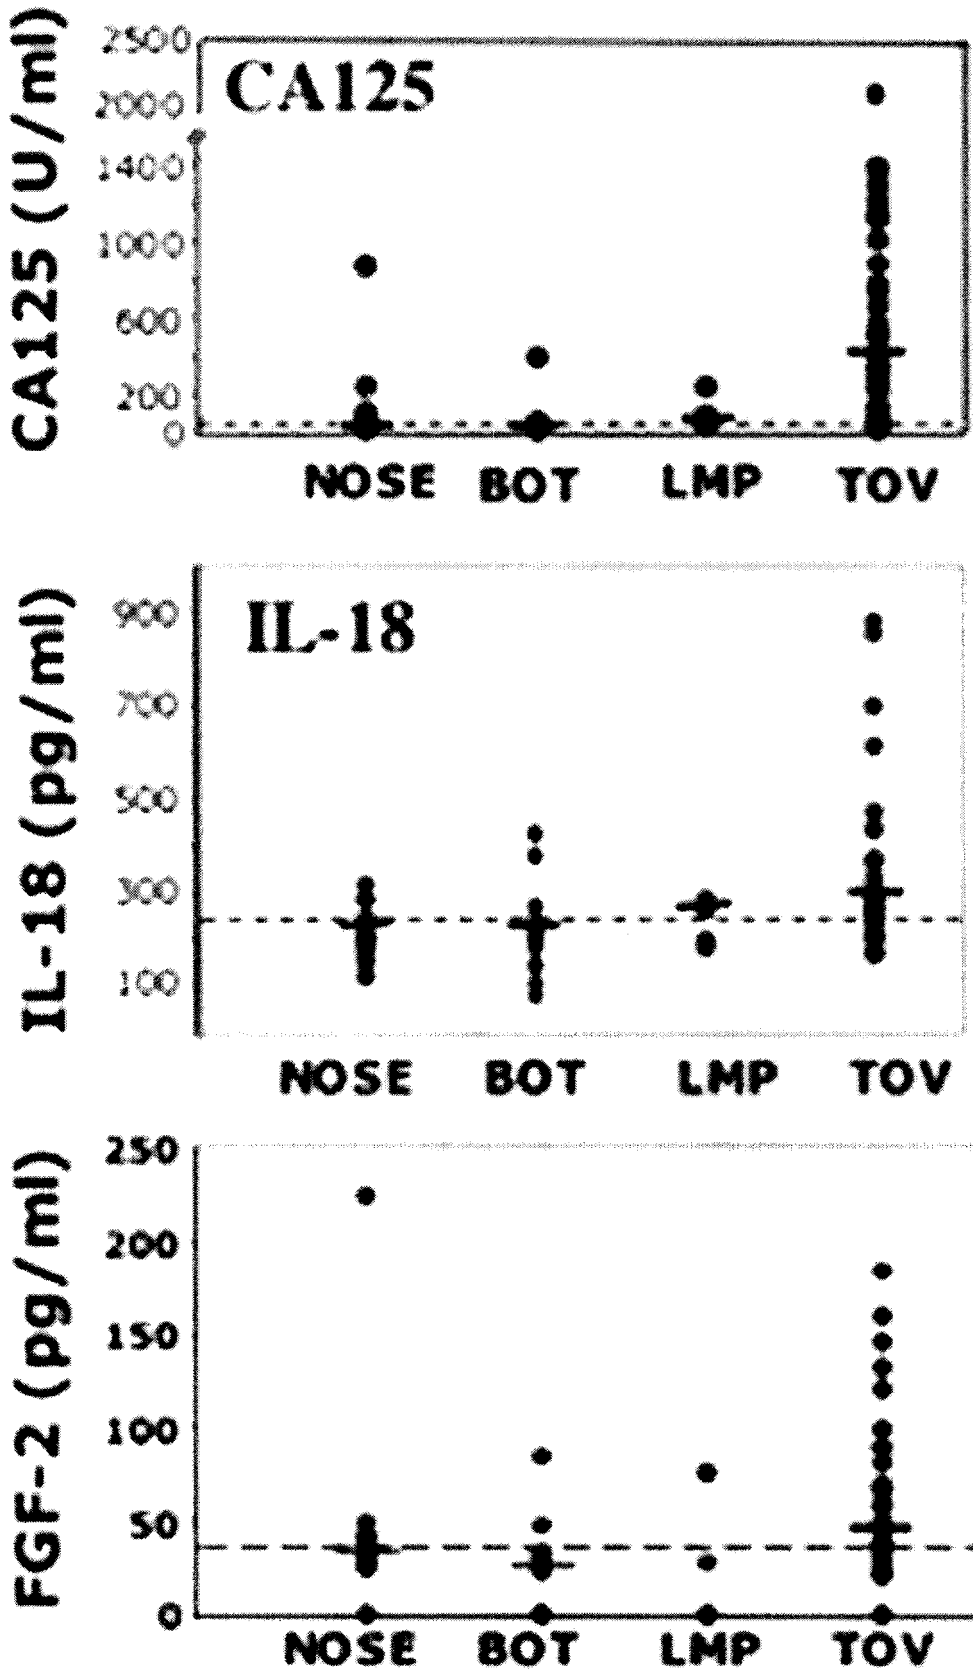 CA125 (U/ml)
2500
2000
1400
1000
600
200
0
CA125
NOSE BOT LMP TOV
IL-18 (pg/ml)
900
700
500
300
100
IL-18
NOSE BOT LMP TOV
FGF-2 (pg/ml)
250
200
150
100
50
0
NOSE BOT LMP TOV